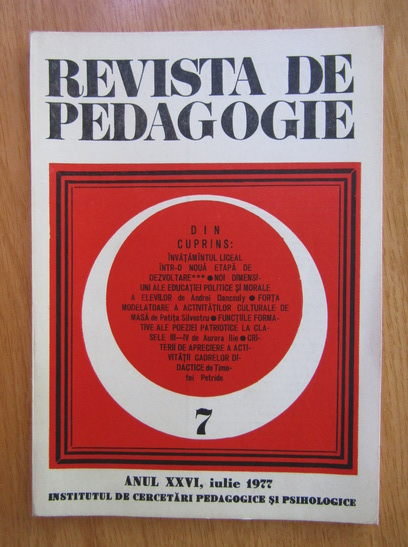 REVISTA DE
PEDAGOGIE
DIN
CUPRINS:
ÎNVĂȚĂMÎNTUL LICEAL
ÎNTR-O NOUĂ ETAPĂ DE
DEZVOLTARE*** ● NOI DIMENSI-
UNI ALE EDUCAȚIEI POLITICE ȘI MORALE
A ELEVILOR de Andrei Dancsuly ● FORȚA
MODELATOARE A ACTIVITĂȚILOR CULTURALE DE
MASĂ de Petița Silvestru ● FUNCȚIILE FORMA-
TIVE ALE POEZIEI PATRIOTICE LA CLA-
SELE III—IV de Aurora Ilie ● CRI-
TERII DE APRECIERE A ACTI-
VITĂȚII CADRELOR DI-
DACTICE de Timo-
tei Petride
7
ANUL XXVI, iulie 1977
INSTITUTUL DE CERCETĂRI PEDAGOGICE ȘI PSIHOLOGICE